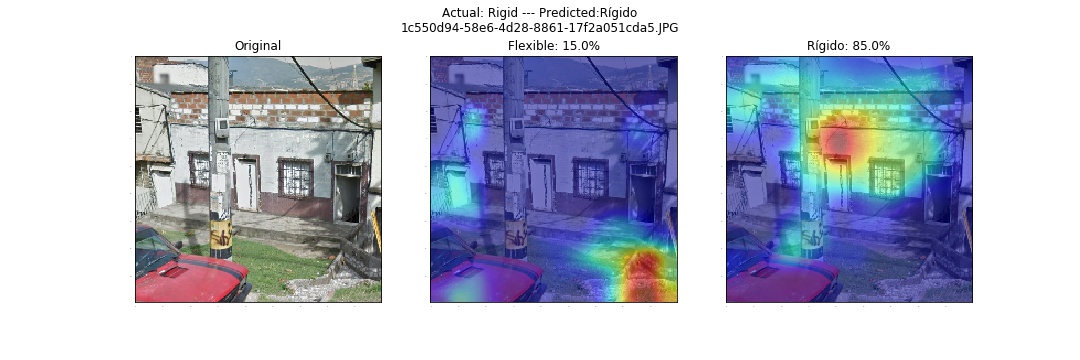 Actual: Rigid --- Predicted:Rígido
1c550d94-58e6-4d28-8861-17f2a051cda5.JPG
Original
Flexible: 15.0%
Rígido: 85.0%